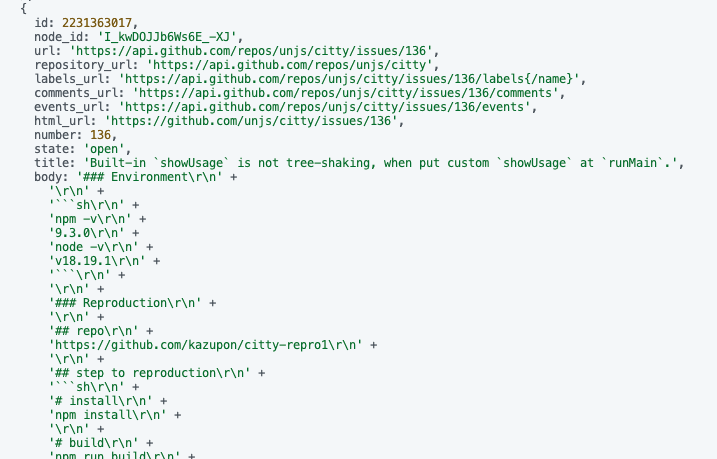 {
id: 2231363017,
node_id: 'I_kwDOJJb6Ws6E_-XJ',
url: 'https://api.github.com/repos/unjs/citty/issues/136',
repository_url: 'https://api.github.com/repos/unjs/citty',
labels_url: 'https://api.github.com/repos/unjs/citty/issues/136/labels{/name}',
comments_url: 'https://api.github.com/repos/unjs/citty/issues/136/comments',
events_url: 'https://api.github.com/repos/unjs/citty/issues/136/events',
html_url: 'https://github.com/unjs/citty/issues/136',
number: 136,
state: 'open',
title: 'Built-in `showUsage` is not tree-shaking, when put custom `showUsage` at `runMain`.',
body: '### Environment\r\n' +
'\r\n' +
'```sh\r\n' +
'npm -v\r\n' +
'9.3.0\r\n' +
'node -v\r\n' +
'v18.19.1\r\n' +
'```\r\n' +
'\r\n' +
'### Reproduction\r\n' +
'\r\n' +
'## repo\r\n' +
'https://github.com/kazupon/citty-repro1\r\n' +
'\r\n' +
'## step to reproduction\r\n' +
'```sh\r\n' +
'# install\r\n' +
'npm install\r\n' +
'\r\n' +
'# build\r\n' +
'npm run build\r\n' +